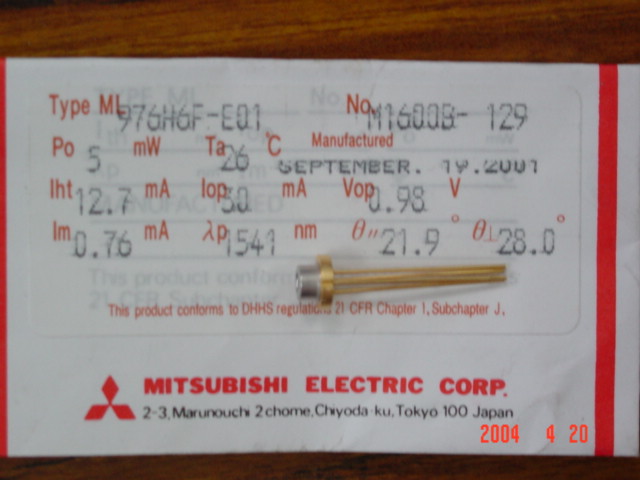 Type ML 976H6F-E01 No. M1600B- 129
Po 5 mW Ta 26 °C Manufactured SEPTEMBER. 19.2001
Iht 12.7 mA Iop 50 mA Vop 0.98 V
Im 0.76 mA λp 1541 nm θ// 21.9 ° θ⊥ 28.0 °
This product conforms to DHHS regulations 21 CFR Chapter 1, Subchapter J.
MITSUBISHI ELECTRIC CORP.
2-3, Marunouchi 2 chome, Chiyoda-ku, Tokyo 100 Japan
2004 4 20